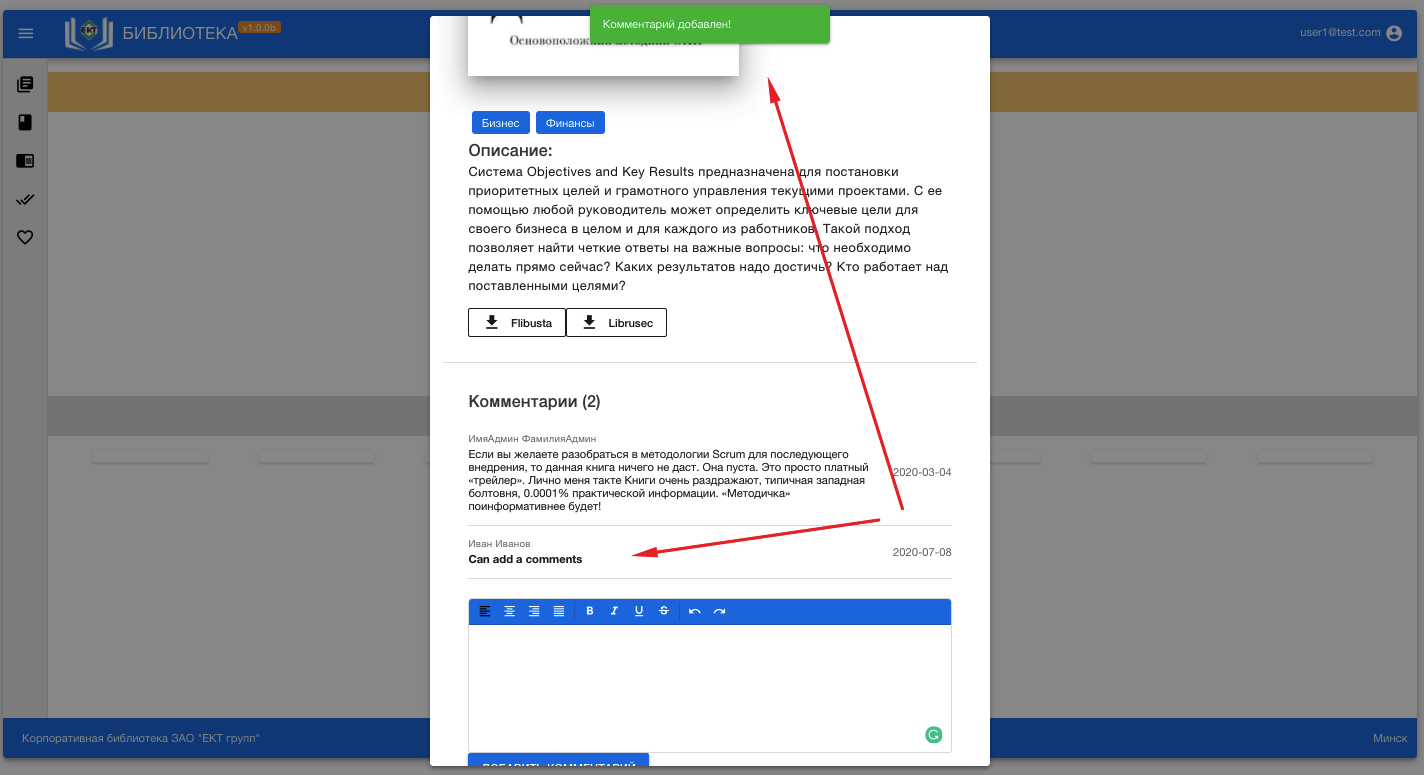 Комментарий добавлен!
ЕКТ БИБЛИОТЕКА v1.0.0b
user1@test.com
Бизнес Финансы
Описание:
Система Objectives and Key Results предназначена для постановки
приоритетных целей и грамотного управления текущими проектами. С ее
помощью любой руководитель может определить ключевые цели для
своего бизнеса в целом и для каждого из работников. Такой подход
позволяет найти четкие ответы на важные вопросы: что необходимо
делать прямо сейчас? Каких результатов надо достичь? Кто работает над
поставленными целями?
Flibusta Librusec
Комментарии (2)
ИмяАдмин ФамилияАдмин
Если вы желаете разобраться в методологии Scrum для последующего
внедрения, то данная книга ничего не даст. Она пуста. Это просто платный
«трейлер». Лично меня такте Книги очень раздражают, типичная западная
болтовня, 0.0001% практической информации. «Методичка»
поинформативнее будет!
2020-03-04
Иван Иванов
Can add a comments
2020-07-08
B I U S
ДОБАВИТЬ КОММЕНТАРИЙ
Корпоративная библиотека ЗАО "ЕКТ групп"
Минск